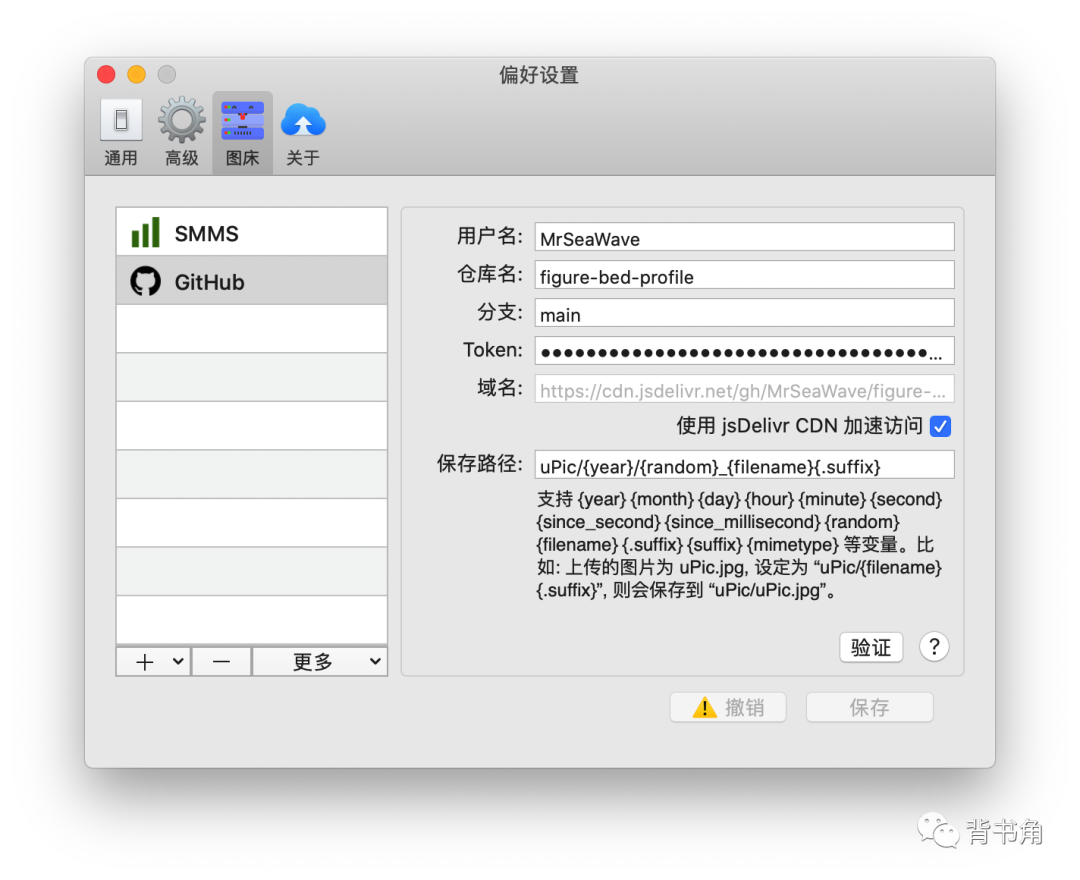 偏好设置
通用
高级
图床
关于
SMMS
GitHub
更多
用户名: MrSeaWave
仓库名: figure-bed-profile
分支: main
Token: ●●●●●●●●●●●●●●●●●●●●●●●●●●●●●●●●●●...
域名: https://cdn.jsdelivr.net/gh/MrSeaWave/figure-...
使用 jsDelivr CDN 加速访问
保存路径: uPic/{year}/{random}_{filename}{.suffix}
支持 {year} {month} {day} {hour} {minute} {second}
{since_second} {since_millisecond} {random}
{filename} {.suffix} {suffix} {mimetype} 等变量。比
如: 上传的图片为 uPic.jpg, 设定为 “uPic/{filename}
{.suffix}”, 则会保存到 “uPic/uPic.jpg”。
验证
?
撤销
保存
背书角